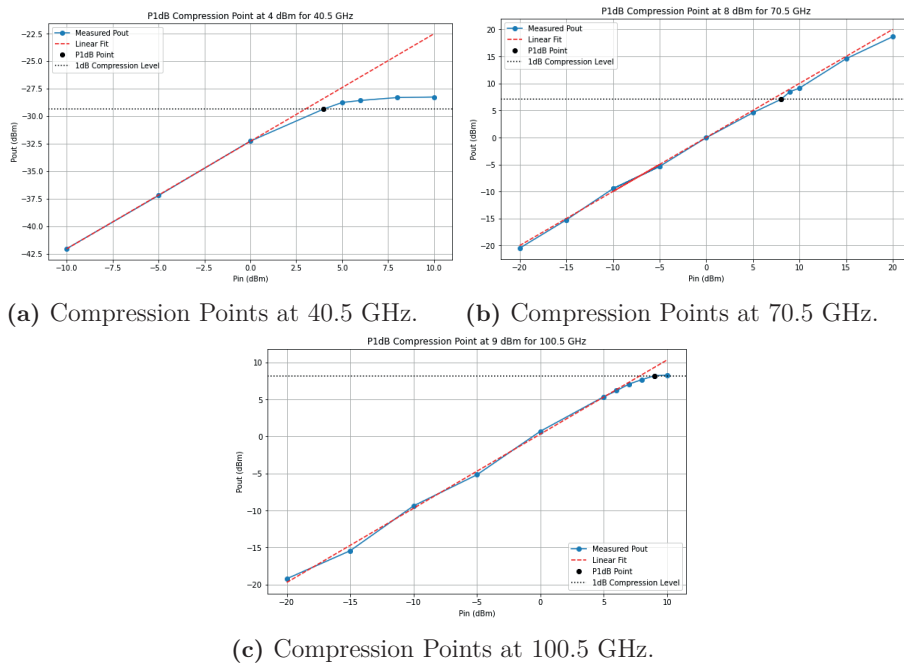 P1dB Compression Point at 4 dBm for 40.5 GHz
Measured Pout
Linear Fit
P1dB Point
1dB Compression Level
−22.5
−25.0
−27.5
−30.0
−32.5
−35.0
−37.5
−40.0
−42.5
Pout (dBm)
−10.0 −7.5 −5.0 −2.5 0.0 2.5 5.0 7.5 10.0
Pin (dBm)
(a) Compression Points at 40.5 GHz.
P1dB Compression Point at 8 dBm for 70.5 GHz
Measured Pout
Linear Fit
P1dB Point
1dB Compression Level
20
15
10
5
0
−5
−10
−15
−20
Pout (dBm)
−20 −15 −10 −5 0 5 10 15 20
Pin (dBm)
(b) Compression Points at 70.5 GHz.
P1dB Compression Point at 9 dBm for 100.5 GHz
10
5
0
−5
−10
−15
−20
Pout (dBm)
Measured Pout
Linear Fit
P1dB Point
1dB Compression Level
−20 −15 −10 −5 0 5 10
Pin (dBm)
(c) Compression Points at 100.5 GHz.